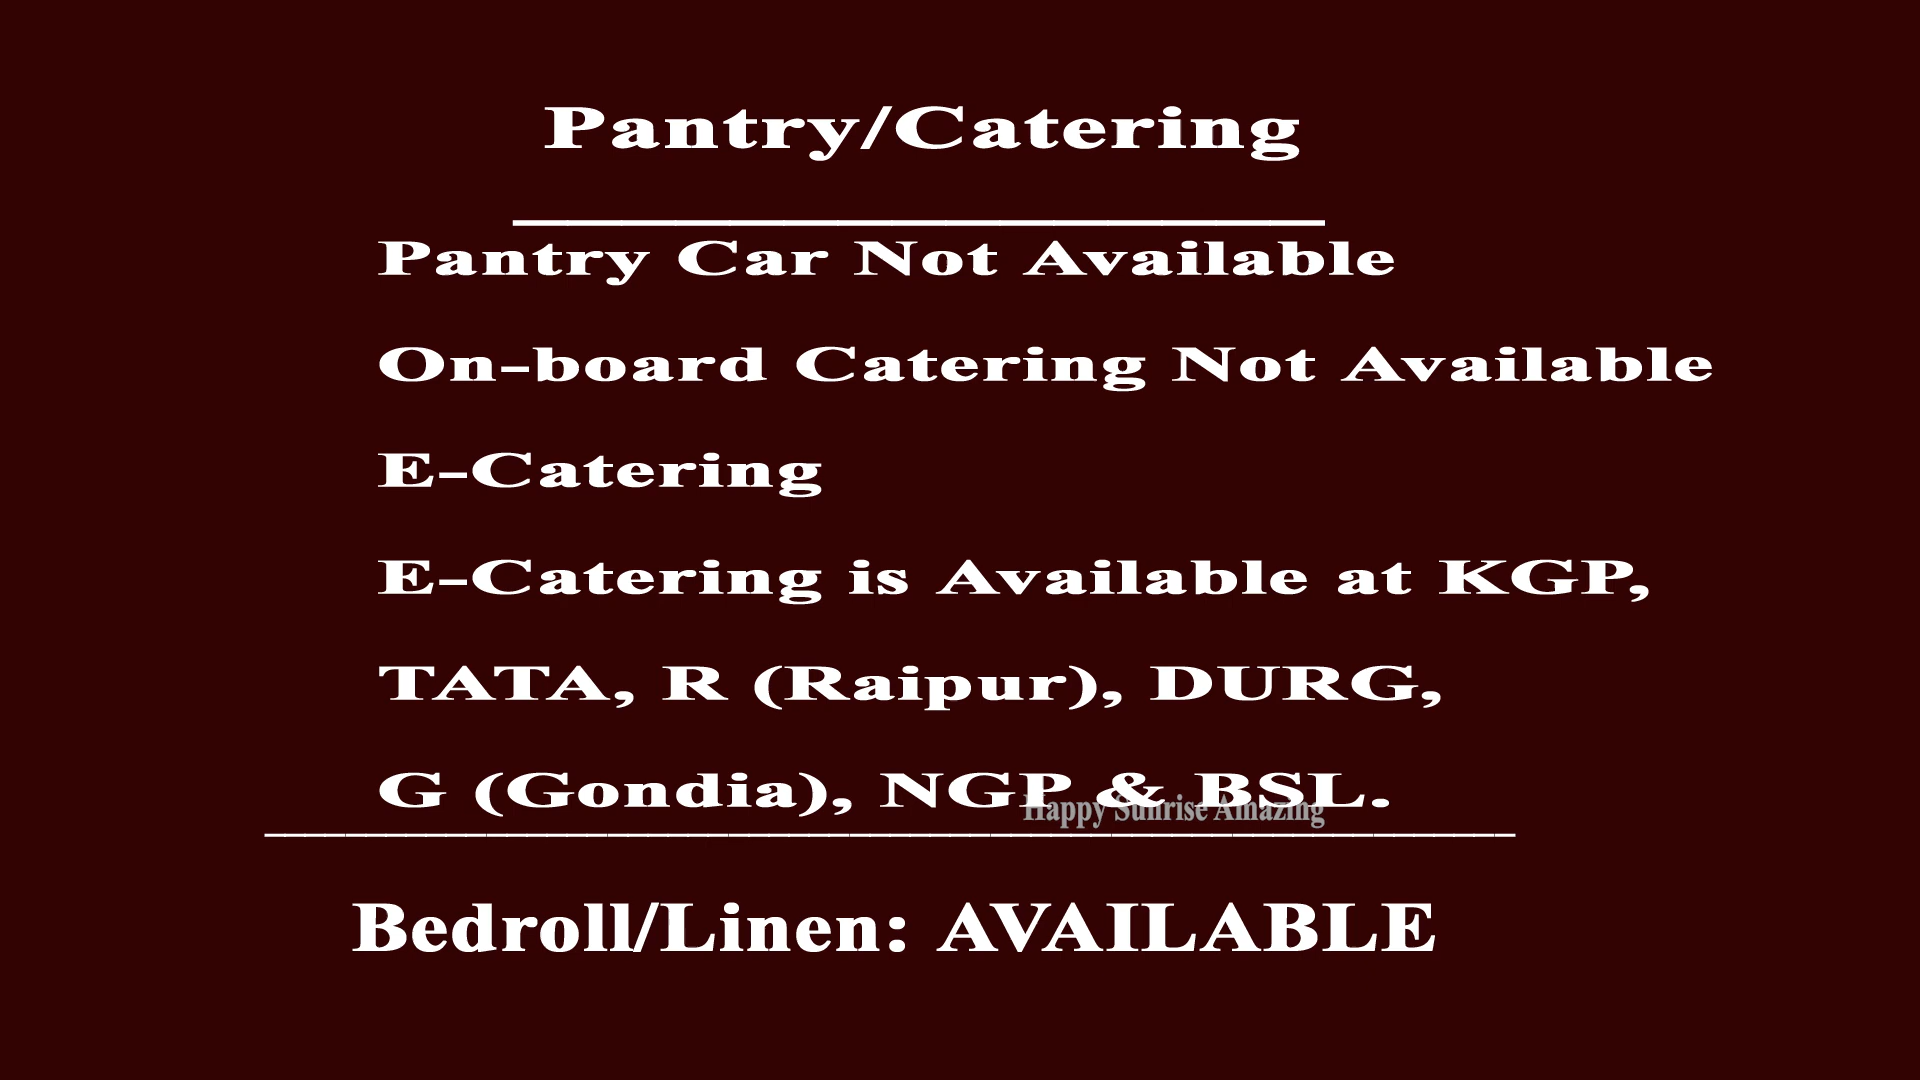 Pantry/Catering
Pantry Car Not Available
On-board Catering Not Available
E-Catering
E-Catering is Available at KGP,
TATA, R (Raipur), DURG,
G (Gondia), NGP & BSL.
Happy Sunrise Amazing
Bedroll/Linen: AVAILABLE